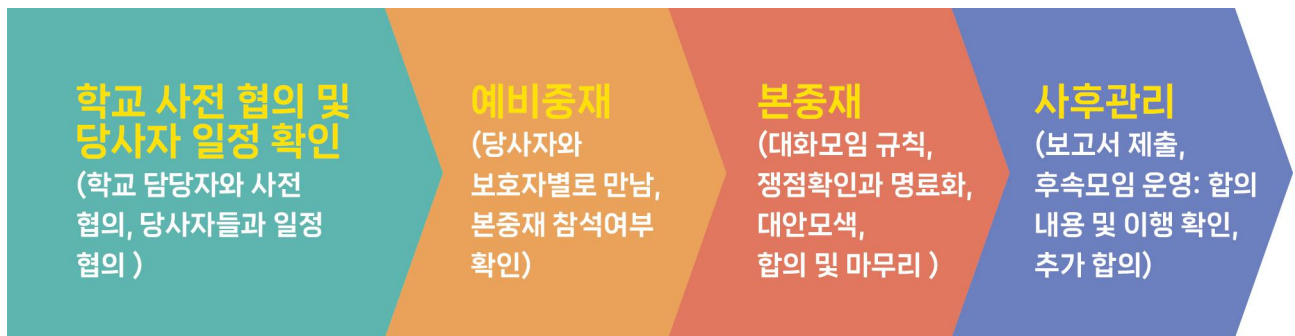 학교 사전 협의 및
당사자 일정 확인
(학교 담당자와 사전
협의, 당사자들과 일정
협의 )
예비중재
(당사자와
보호자별로 만남,
본중재 참석여부
확인)
본중재
(대화모임 규칙,
쟁점확인과 명료화,
대안모색,
합의 및 마무리 )
사후관리
(보고서 제출,
후속모임 운영: 합의
내용 및 이행 확인,
추가 합의)